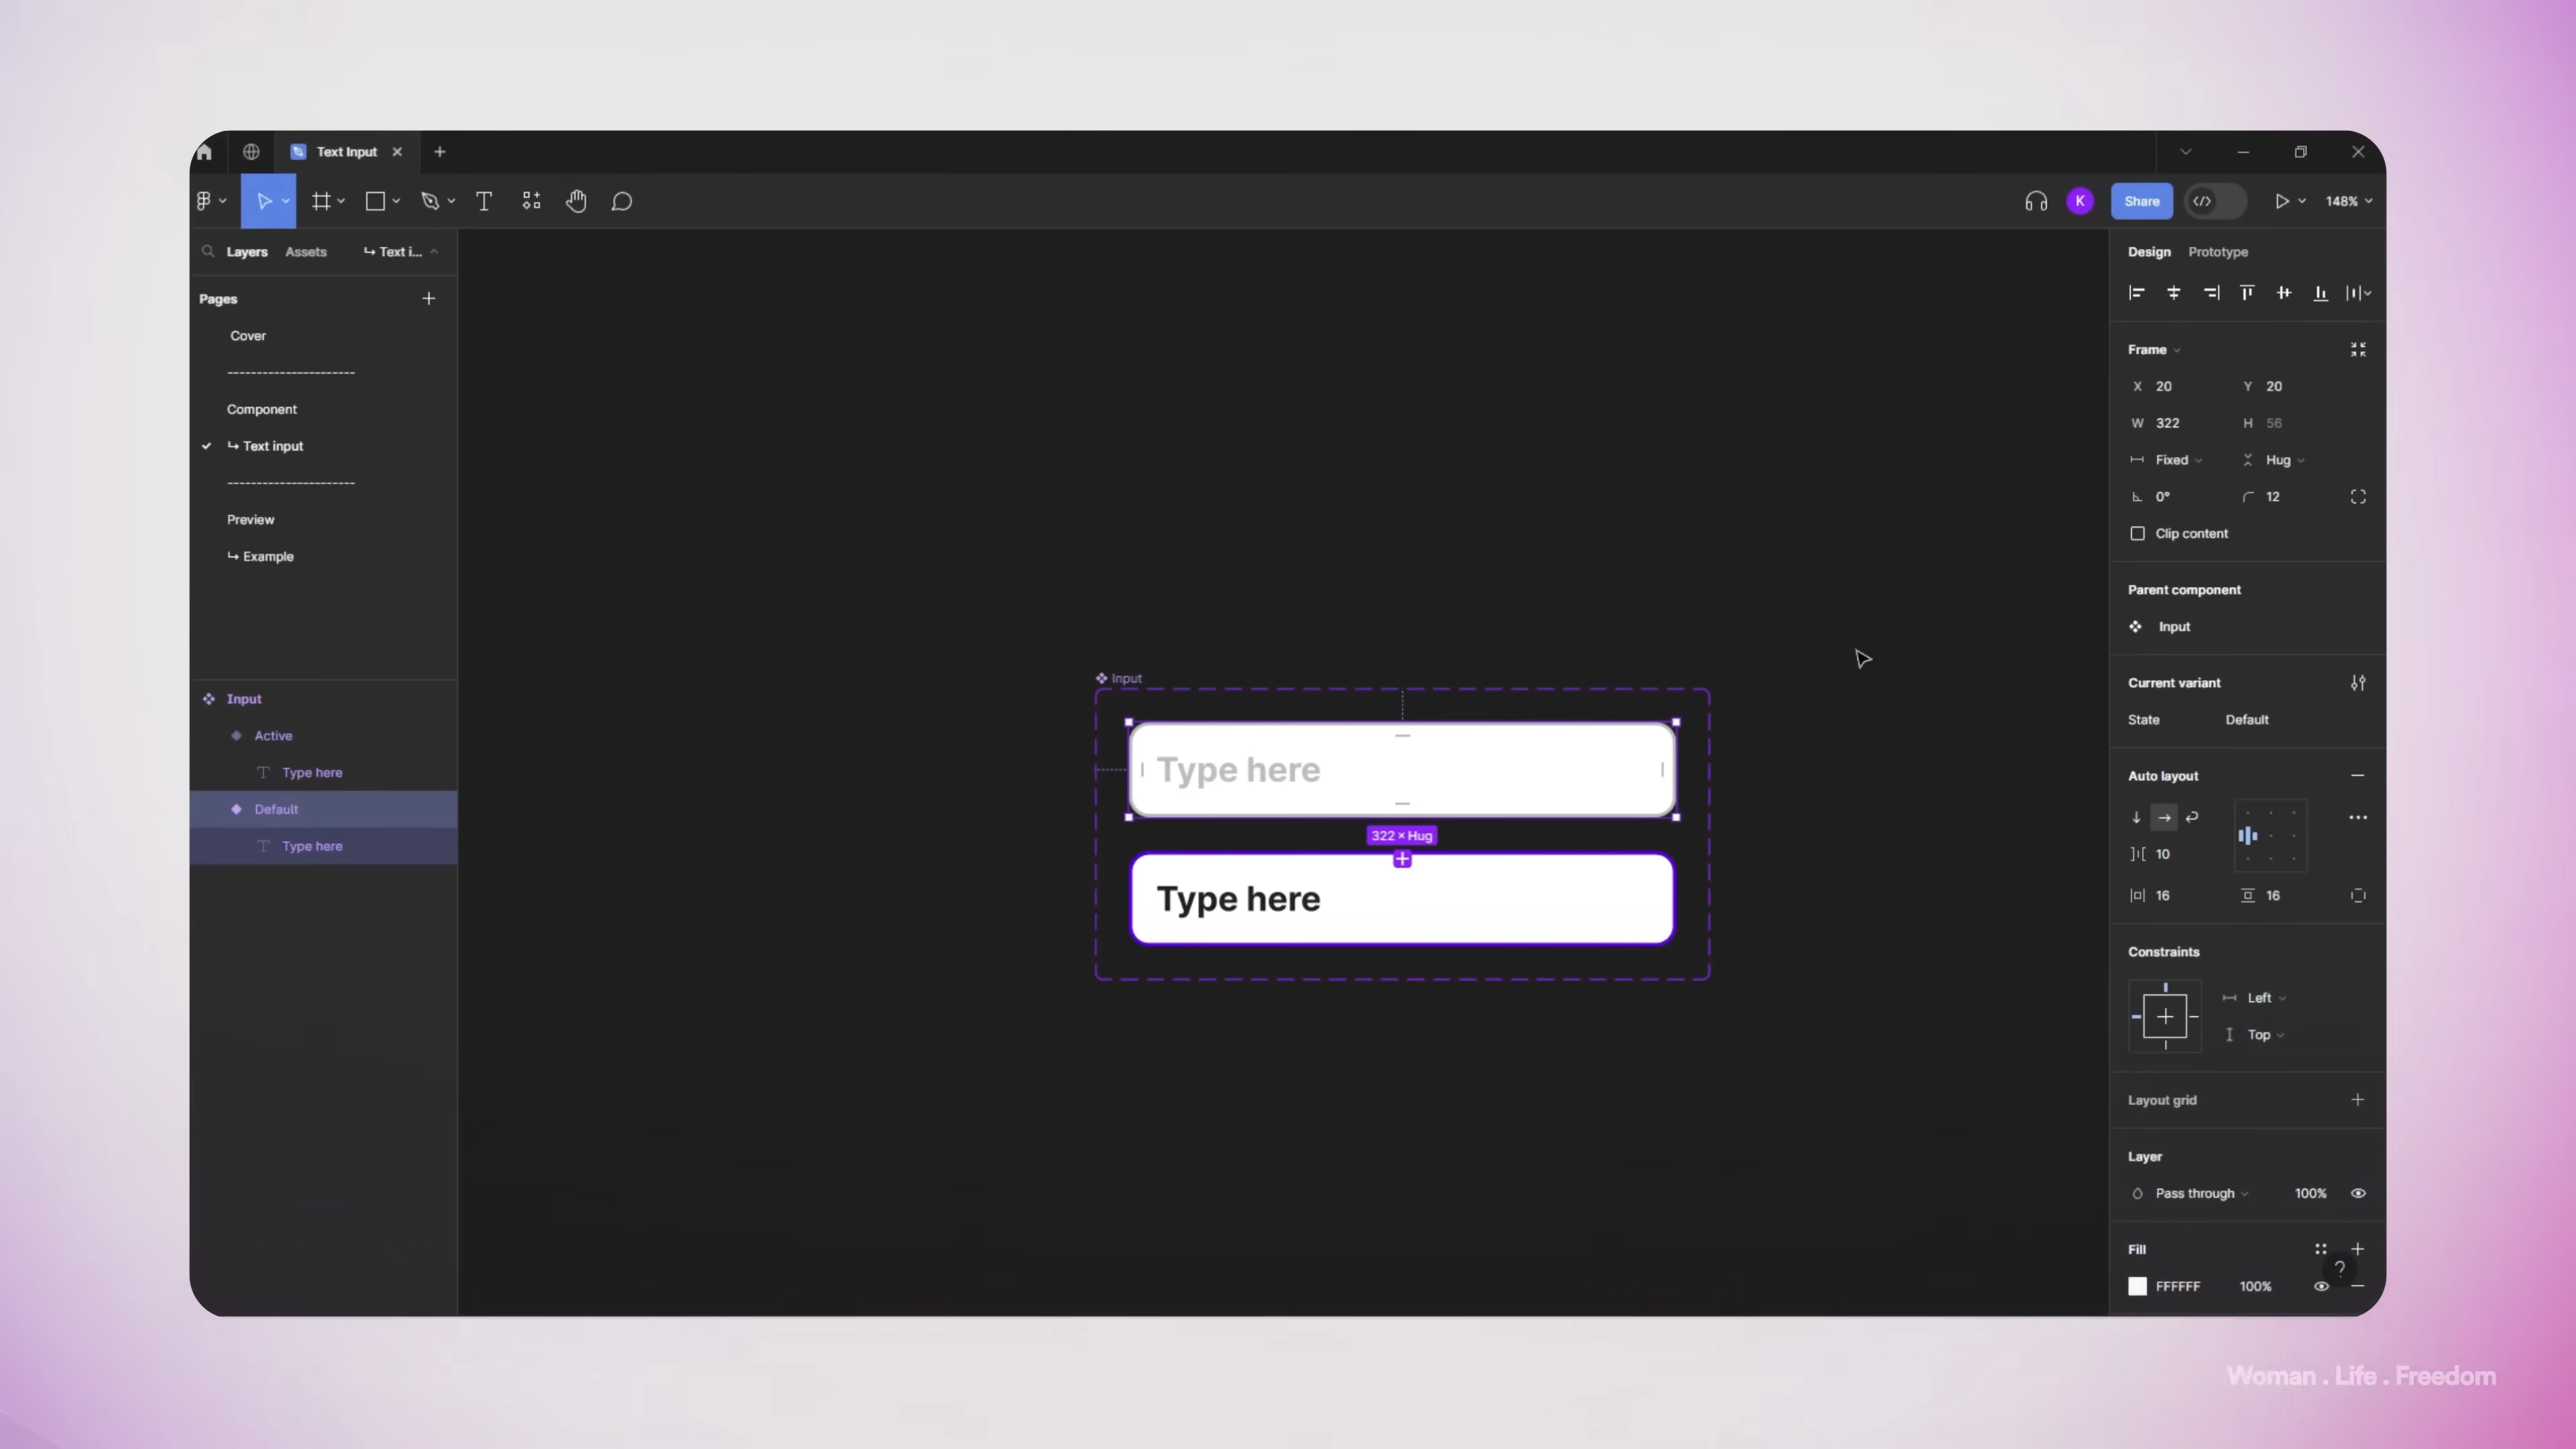 Text Input
K
Share
148%
Layers
Assets
↳ Text i...
Pages
Cover
----------------------
Component
↳ Text input
----------------------
Preview
↳ Example
Input
Active
Type here
Default
Type here
Input
Type here
322 × Hug
Type here
Design
Prototype
Frame
X 20 Y 20
W 322 H 56
Fixed Hug
0° 12
Clip content
Parent component
Input
Current variant
State Default
Auto layout
10
16 16
Constraints
Left
Top
Layout grid
Layer
Pass through 100%
Fill
?
FFFFFF 100%
Woman . Life . Freedom